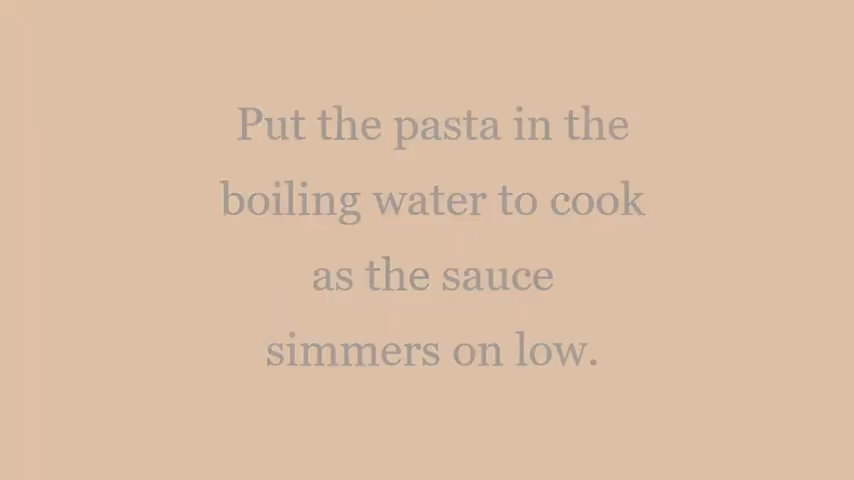 Put the pasta in the
boiling water to cook
as the sauce
simmers on low.